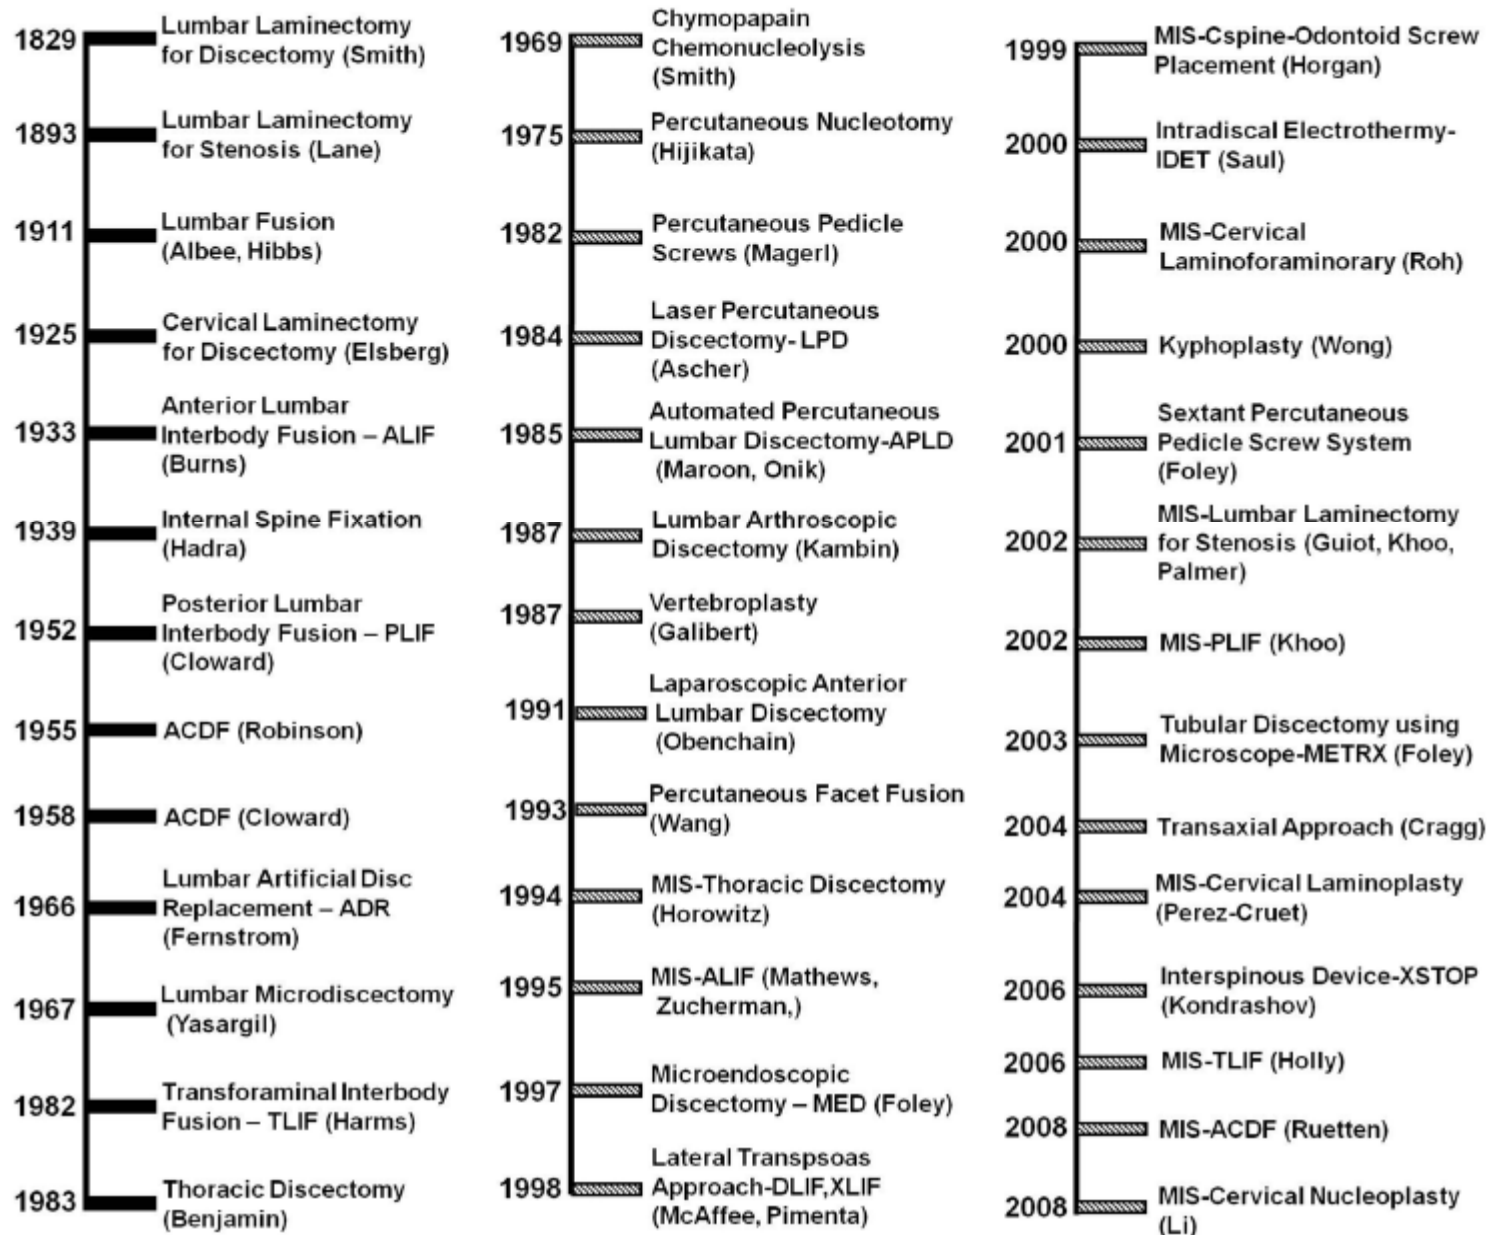 1829
Lumbar Laminectomy
for Discectomy (Smith)
1893
Lumbar Laminectomy
for Stenosis (Lane)
1911
Lumbar Fusion
(Albee, Hibbs)
1925
Cervical Laminectomy
for Discectomy (Elsberg)
1933
Anterior Lumbar
Interbody Fusion – ALIF
(Burns)
1939
Internal Spine Fixation
(Hadra)
1952
Posterior Lumbar
Interbody Fusion – PLIF
(Cloward)
1955
ACDF (Robinson)
1958
ACDF (Cloward)
1966
Lumbar Artificial Disc
Replacement – ADR
(Fernstrom)
1967
Lumbar Microdiscectomy
(Yasargil)
1982
Transforaminal Interbody
Fusion – TLIF (Harms)
1983
Thoracic Discectomy
(Benjamin)
1969
Chymopapain
Chemonucleolysis
(Smith)
1975
Percutaneous Nucleotomy
(Hijikata)
1982
Percutaneous Pedicle
Screws (Magerl)
1984
Laser Percutaneous
Discectomy- LPD
(Ascher)
1985
Automated Percutaneous
Lumbar Discectomy-APLD
(Maroon, Onik)
1987
Lumbar Arthroscopic
Discectomy (Kambin)
1987
Vertebroplasty
(Galibert)
1991
Laparoscopic Anterior
Lumbar Discectomy
(Obenchain)
1993
Percutaneous Facet Fusion
(Wang)
1994
MIS-Thoracic Discectomy
(Horowitz)
1995
MIS-ALIF (Mathews,
Zucherman,)
1997
Microendoscopic
Discectomy – MED (Foley)
1998
Lateral Transpsoas
Approach-DLIF,XLIF
(McAffee, Pimenta)
1999
MIS-Cspine-Odontoid Screw
Placement (Horgan)
2000
Intradiscal Electrothermy-
IDET (Saul)
2000
MIS-Cervical
Laminoforaminorary (Roh)
2000
Kyphoplasty (Wong)
2001
Sextant Percutaneous
Pedicle Screw System
(Foley)
2002
MIS-Lumbar Laminectomy
for Stenosis (Guiot, Khoo,
Palmer)
2002
MIS-PLIF (Khoo)
2003
Tubular Discectomy using
Microscope-METRX (Foley)
2004
Transaxial Approach (Cragg)
2004
MIS-Cervical Laminoplasty
(Perez-Cruet)
2006
Interspinous Device-XSTOP
(Kondrashov)
2006
MIS-TLIF (Holly)
2008
MIS-ACDF (Ruetten)
2008
MIS-Cervical Nucleoplasty
(Li)